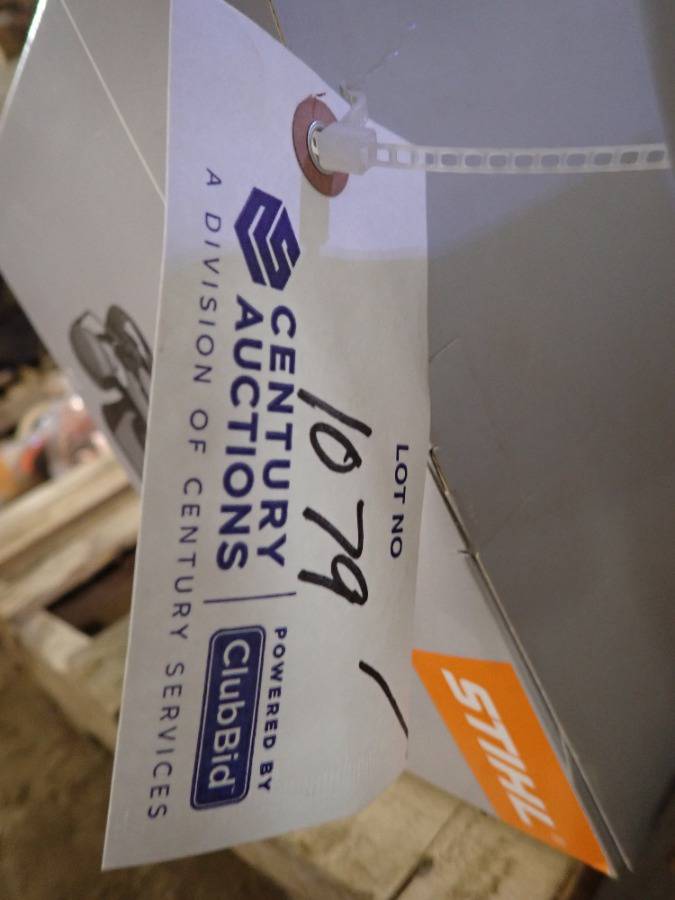 LOT NO
1079
CENTURY
AUCTIONS
POWERED BY
ClubBid
A DIVISION OF CENTURY SERVICES
STIHL